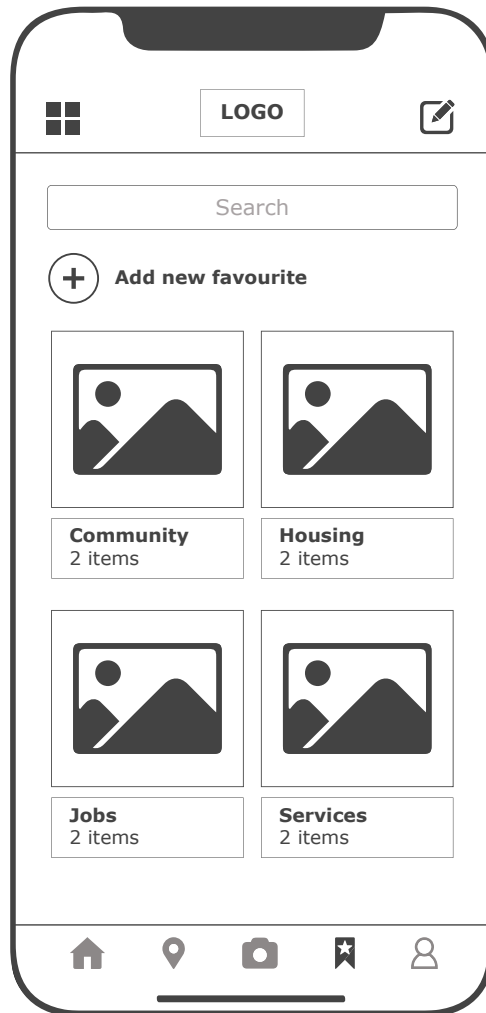 LOGO
Search
Add new favourite
Community
2 items
Housing
2 items
Jobs
2 items
Services
2 items